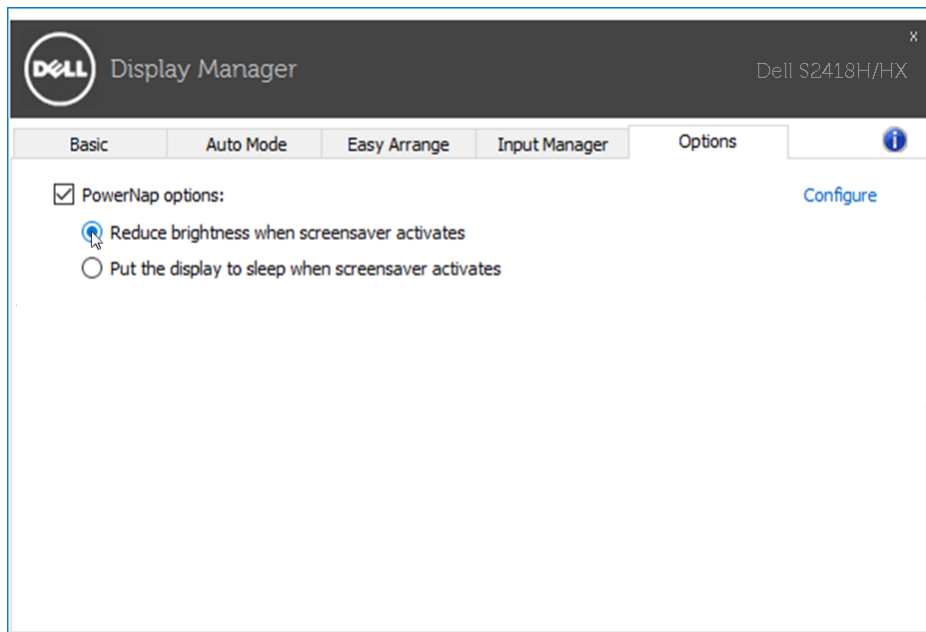 x
DELL Display Manager
Dell S2418H/HX
Basic Auto Mode Easy Arrange Input Manager Options i
PowerNap options: Configure
Reduce brightness when screensaver activates
Put the display to sleep when screensaver activates